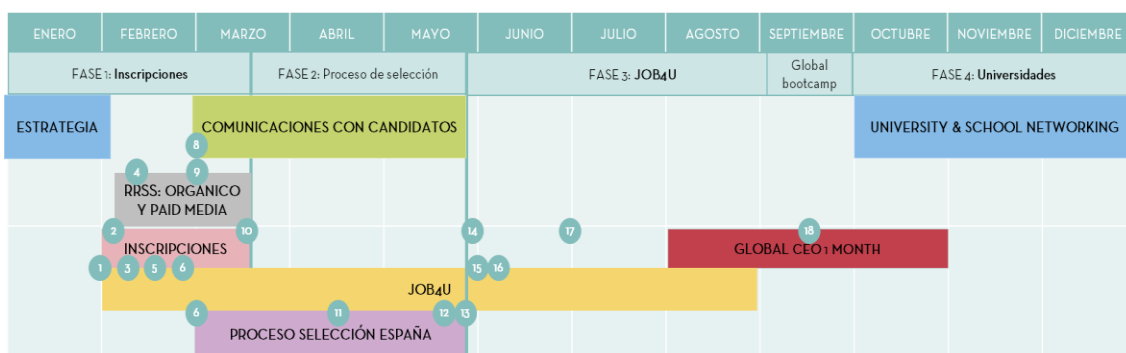 ENERO FEBRERO MARZO ABRIL MAYO JUNIO JULIO AGOSTO SEPTIEMBRE OCTUBRE NOVIEMBRE DICIEMBRE
FASE 1: Inscripciones FASE 2: Proceso de selección FASE 3: JOB4U Global bootcamp FASE 4: Universidades
ESTRATEGIA COMUNICACIONES CON CANDIDATOS UNIVERSITY & SCHOOL NETWORKING
8
4 9
RRSS: ORGANICO
Y PAID MEDIA
2 10 14 17 18
INSCRIPCIONES GLOBAL CEO 1 MONTH
1 3 5 6 15 16
JOB4U
6 11 12 13
PROCESO SELECCIÓN ESPAÑA